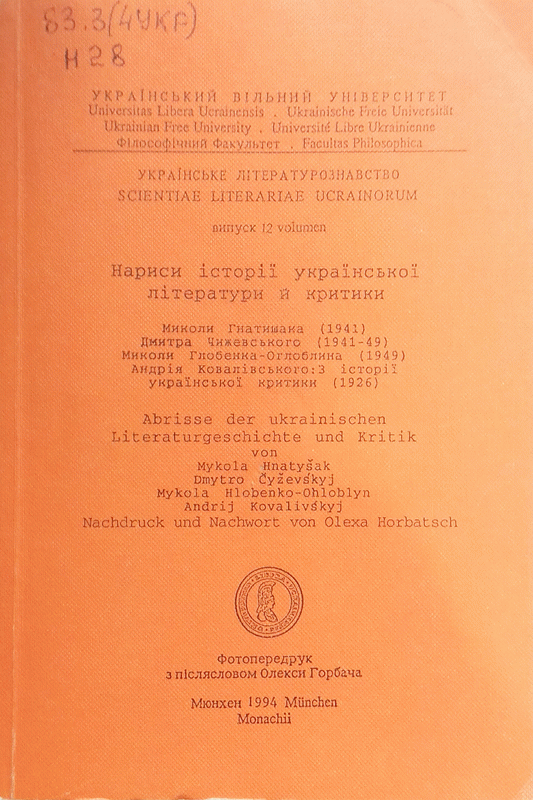 83.3(4УКР)
Н28
УКРАЇНСЬКИЙ ВІЛЬНИЙ УНІВЕРСИТЕТ
Universitas Libera Ucrainensis . Ukrainische Freie Universität
Ukrainian Free University . Université Libre Ukrainienne
Філософічний Факультет . Facultas Philosophica
УКРАЇНСЬКЕ ЛІТЕРАТУРОЗНАВСТВО
SCIENTIAE LITERARIAE UCRAINORUM
випуск 12 volumen
Нариси історії української
літератури й критики
Миколи Гнатишака (1941)
Дмитра Чижевського (1941-49)
Миколи Глобенка-Оглоблина (1949)
Андрія Ковалівського:З історії
української критики (1926)
Abrisse der ukrainischen
Literaturgeschichte und Kritik
von
Mykola Hnatyšak
Dmytro Čyževśkyj
Mykola Hlobenko-Ohloblyn
Andrij Kovalivśkyj
Nachdruck und Nachwort von Olexa Horbatsch
Фотопередрук
з післясловом Олекси Горбача
Мюнхен 1994 München
Monachii